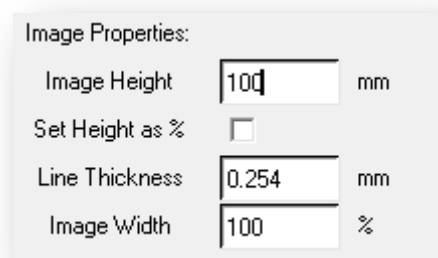 Image Properties:
Image Height 100 mm
Set Height as %
Line Thickness 0.254 mm
Image Width 100 %